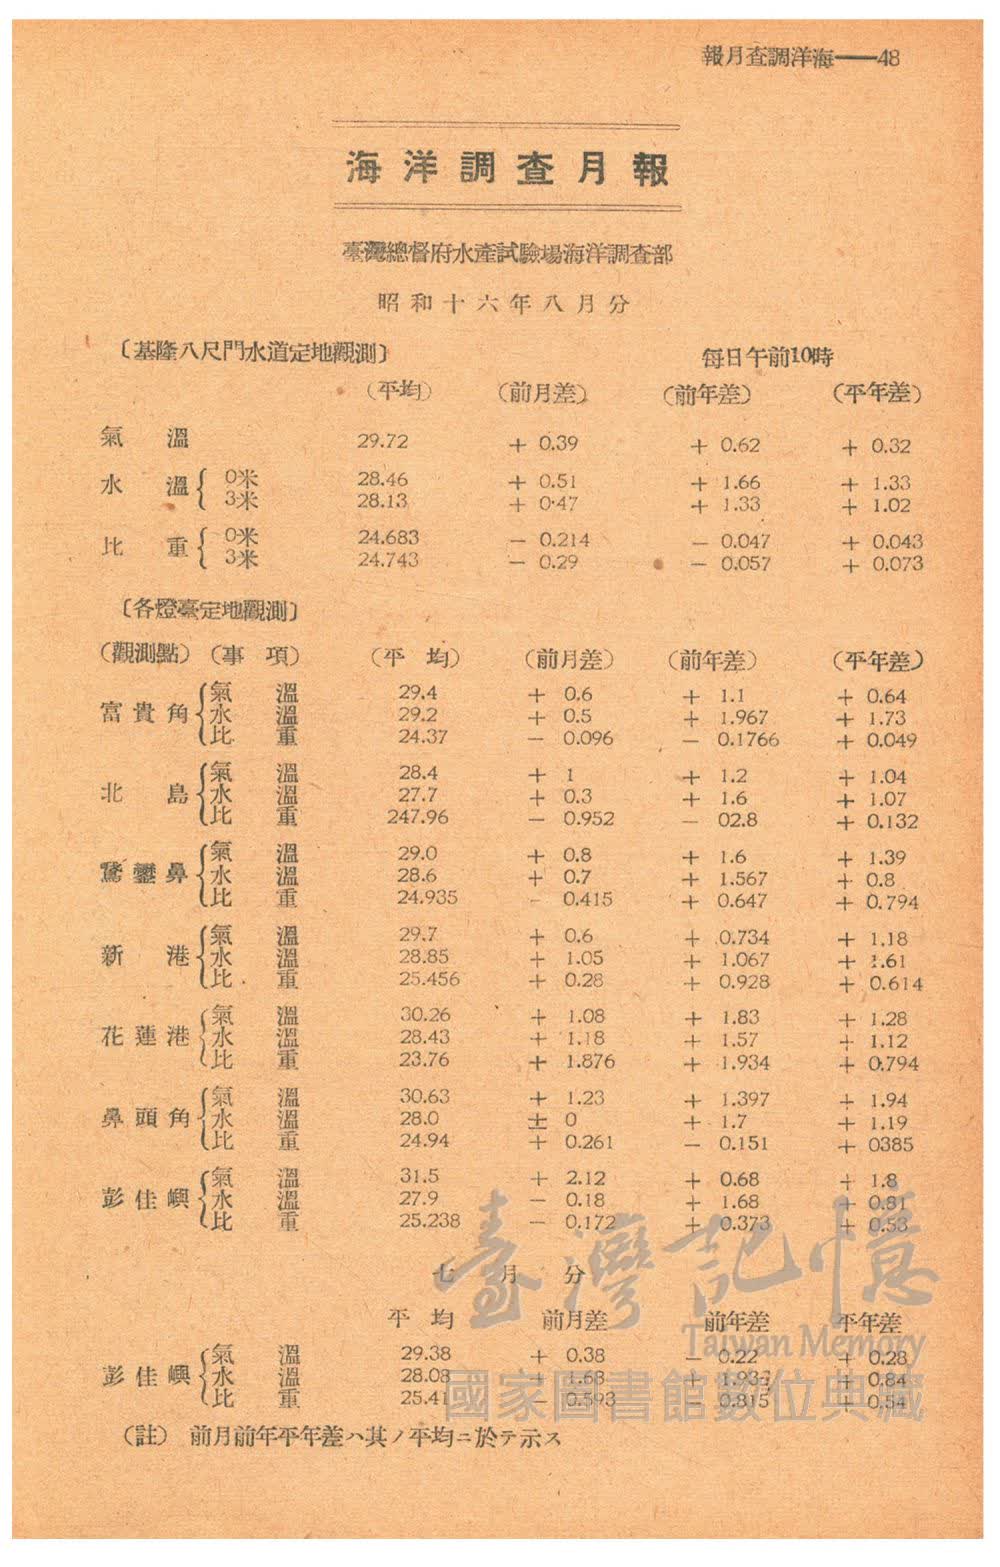 報月査調洋海——48
海洋調査月報
臺灣總督府水產試驗場海洋調査部
昭和十六年八月分
〔基隆八尺門水道定地觀測〕 每日午前10時
(平均) (前月差) (前年差) (平年差)
氣溫 29.72 + 0.39 + 0.62 + 0.32
水溫 0米 28.46 + 0.51 + 1.66 + 1.33
3米 28.13 + 0·47 + 1.33 + 1.02
比重 0米 24.683 − 0.214 − 0.047 + 0.043
3米 24.743 − 0.29 − 0.057 + 0.073
〔各燈臺定地觀測〕
(觀測點) (事項) (平均) (前月差) (前年差) (平年差)
富貴角 氣溫 29.4 + 0.6 + 1.1 + 0.64
水溫 29.2 + 0.5 + 1.967 + 1.73
比重 24.37 − 0.096 − 0.1766 + 0.049
北島 氣溫 28.4 + 1 + 1.2 + 1.04
水溫 27.7 + 0.3 + 1.6 + 1.07
比重 247.96 − 0.952 − 02.8 + 0.132
鵞鑾鼻 氣溫 29.0 + 0.8 + 1.6 + 1.39
水溫 28.6 + 0.7 + 1.567 + 0.8
比重 24.935 − 0.415 + 0.647 + 0.794
新港 氣溫 29.7 + 0.6 + 0.734 + 1.18
水溫 28.85 + 1.05 + 1.067 + 1.61
比重 25.456 + 0.28 + 0.928 + 0.614
花蓮港 氣溫 30.26 + 1.08 + 1.83 + 1.28
水溫 28.43 + 1.18 + 1.57 + 1.12
比重 23.76 + 1.876 + 1.934 + 0.794
鼻頭角 氣溫 30.63 + 1.23 + 1.397 + 1.94
水溫 28.0 ± 0 + 1.7 + 1.19
比重 24.94 + 0.261 − 0.151 + 0385
彭佳嶼 氣溫 31.5 + 2.12 + 0.68 + 1.8
水溫 27.9 − 0.18 + 1.68 + 0.81
比重 25.238 − 0.172 + 0.373 + 0.53
七月分
平均 前月差 前年差 平年差
彭佳嶼 氣溫 29.38 + 0.38 − 0.22 + 0.28
水溫 28.08 + 1.68 + 1.937 + 0.84
比重 25.41 − 0.593 − 0.815 + 0.54
(註) 前月前年平年差ハ其ノ平均ニ於テ示ス
臺灣記憶
Taiwan Memory
國家圖書館數位典藏